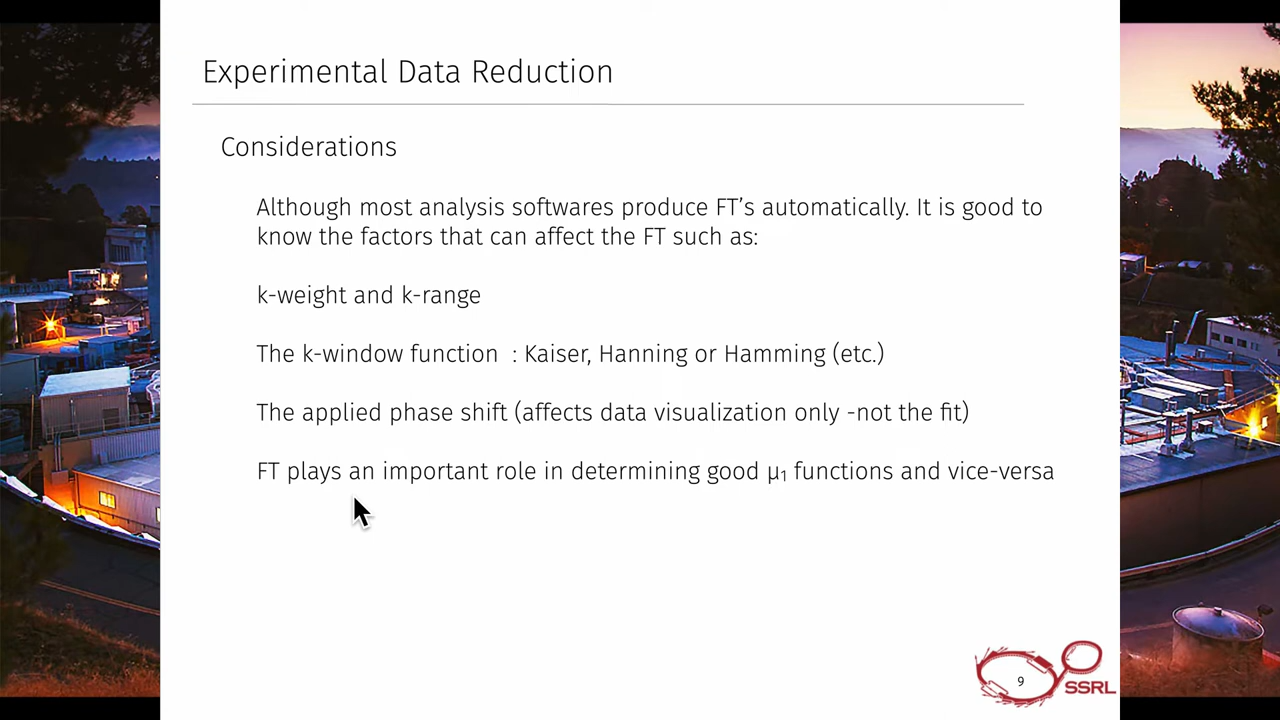 Experimental Data Reduction
Considerations
Although most analysis softwares produce FT’s automatically. It is good to
know the factors that can affect the FT such as:
k-weight and k-range
The k-window function : Kaiser, Hanning or Hamming (etc.)
The applied phase shift (affects data visualization only -not the fit)
FT plays an important role in determining good µ₁ functions and vice-versa
9
SSRL